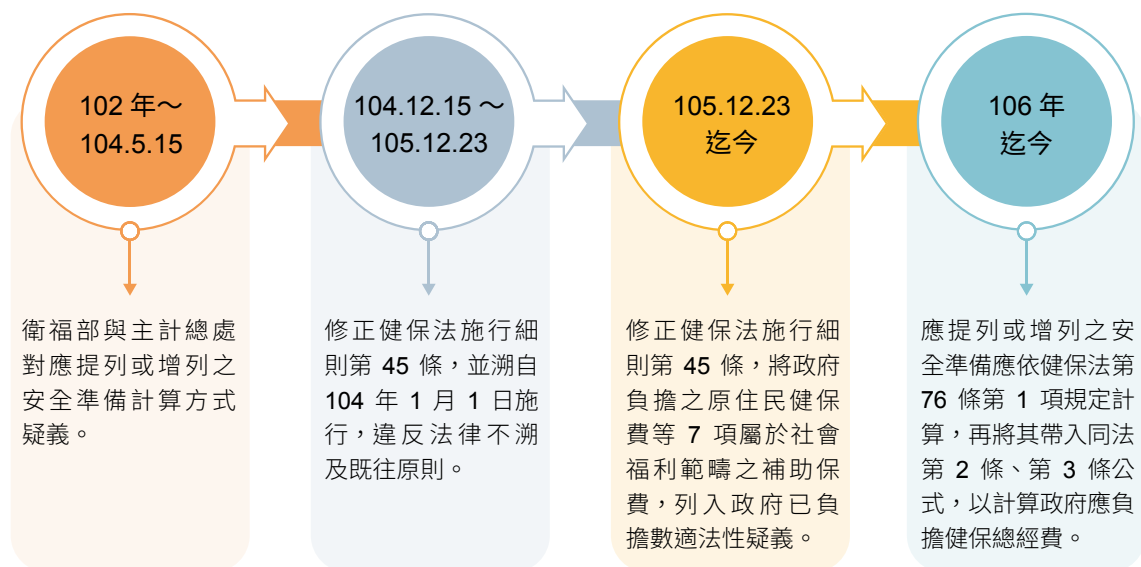 102 年～
104.5.15
衛福部與主計總處
對應提列或增列之
安全準備計算方式
疑義。
104.12.15～
105.12.23
修正健保法施行細
則第 45 條，並溯自
104 年 1 月 1 日施
行，違反法律不溯
及既往原則。
105.12.23
迄今
修正健保法施行細
則第 45 條，將政府
負擔之原住民健保
費等 7 項屬於社會
福利範疇之補助保
費，列入政府已負
擔數適法性疑義。
106 年
迄今
應提列或增列之安
全準備應依健保法第
76 條第 1 項規定計
算，再將其帶入同法
第 2 條、第 3 條公
式，以計算政府應負
擔健保總經費。